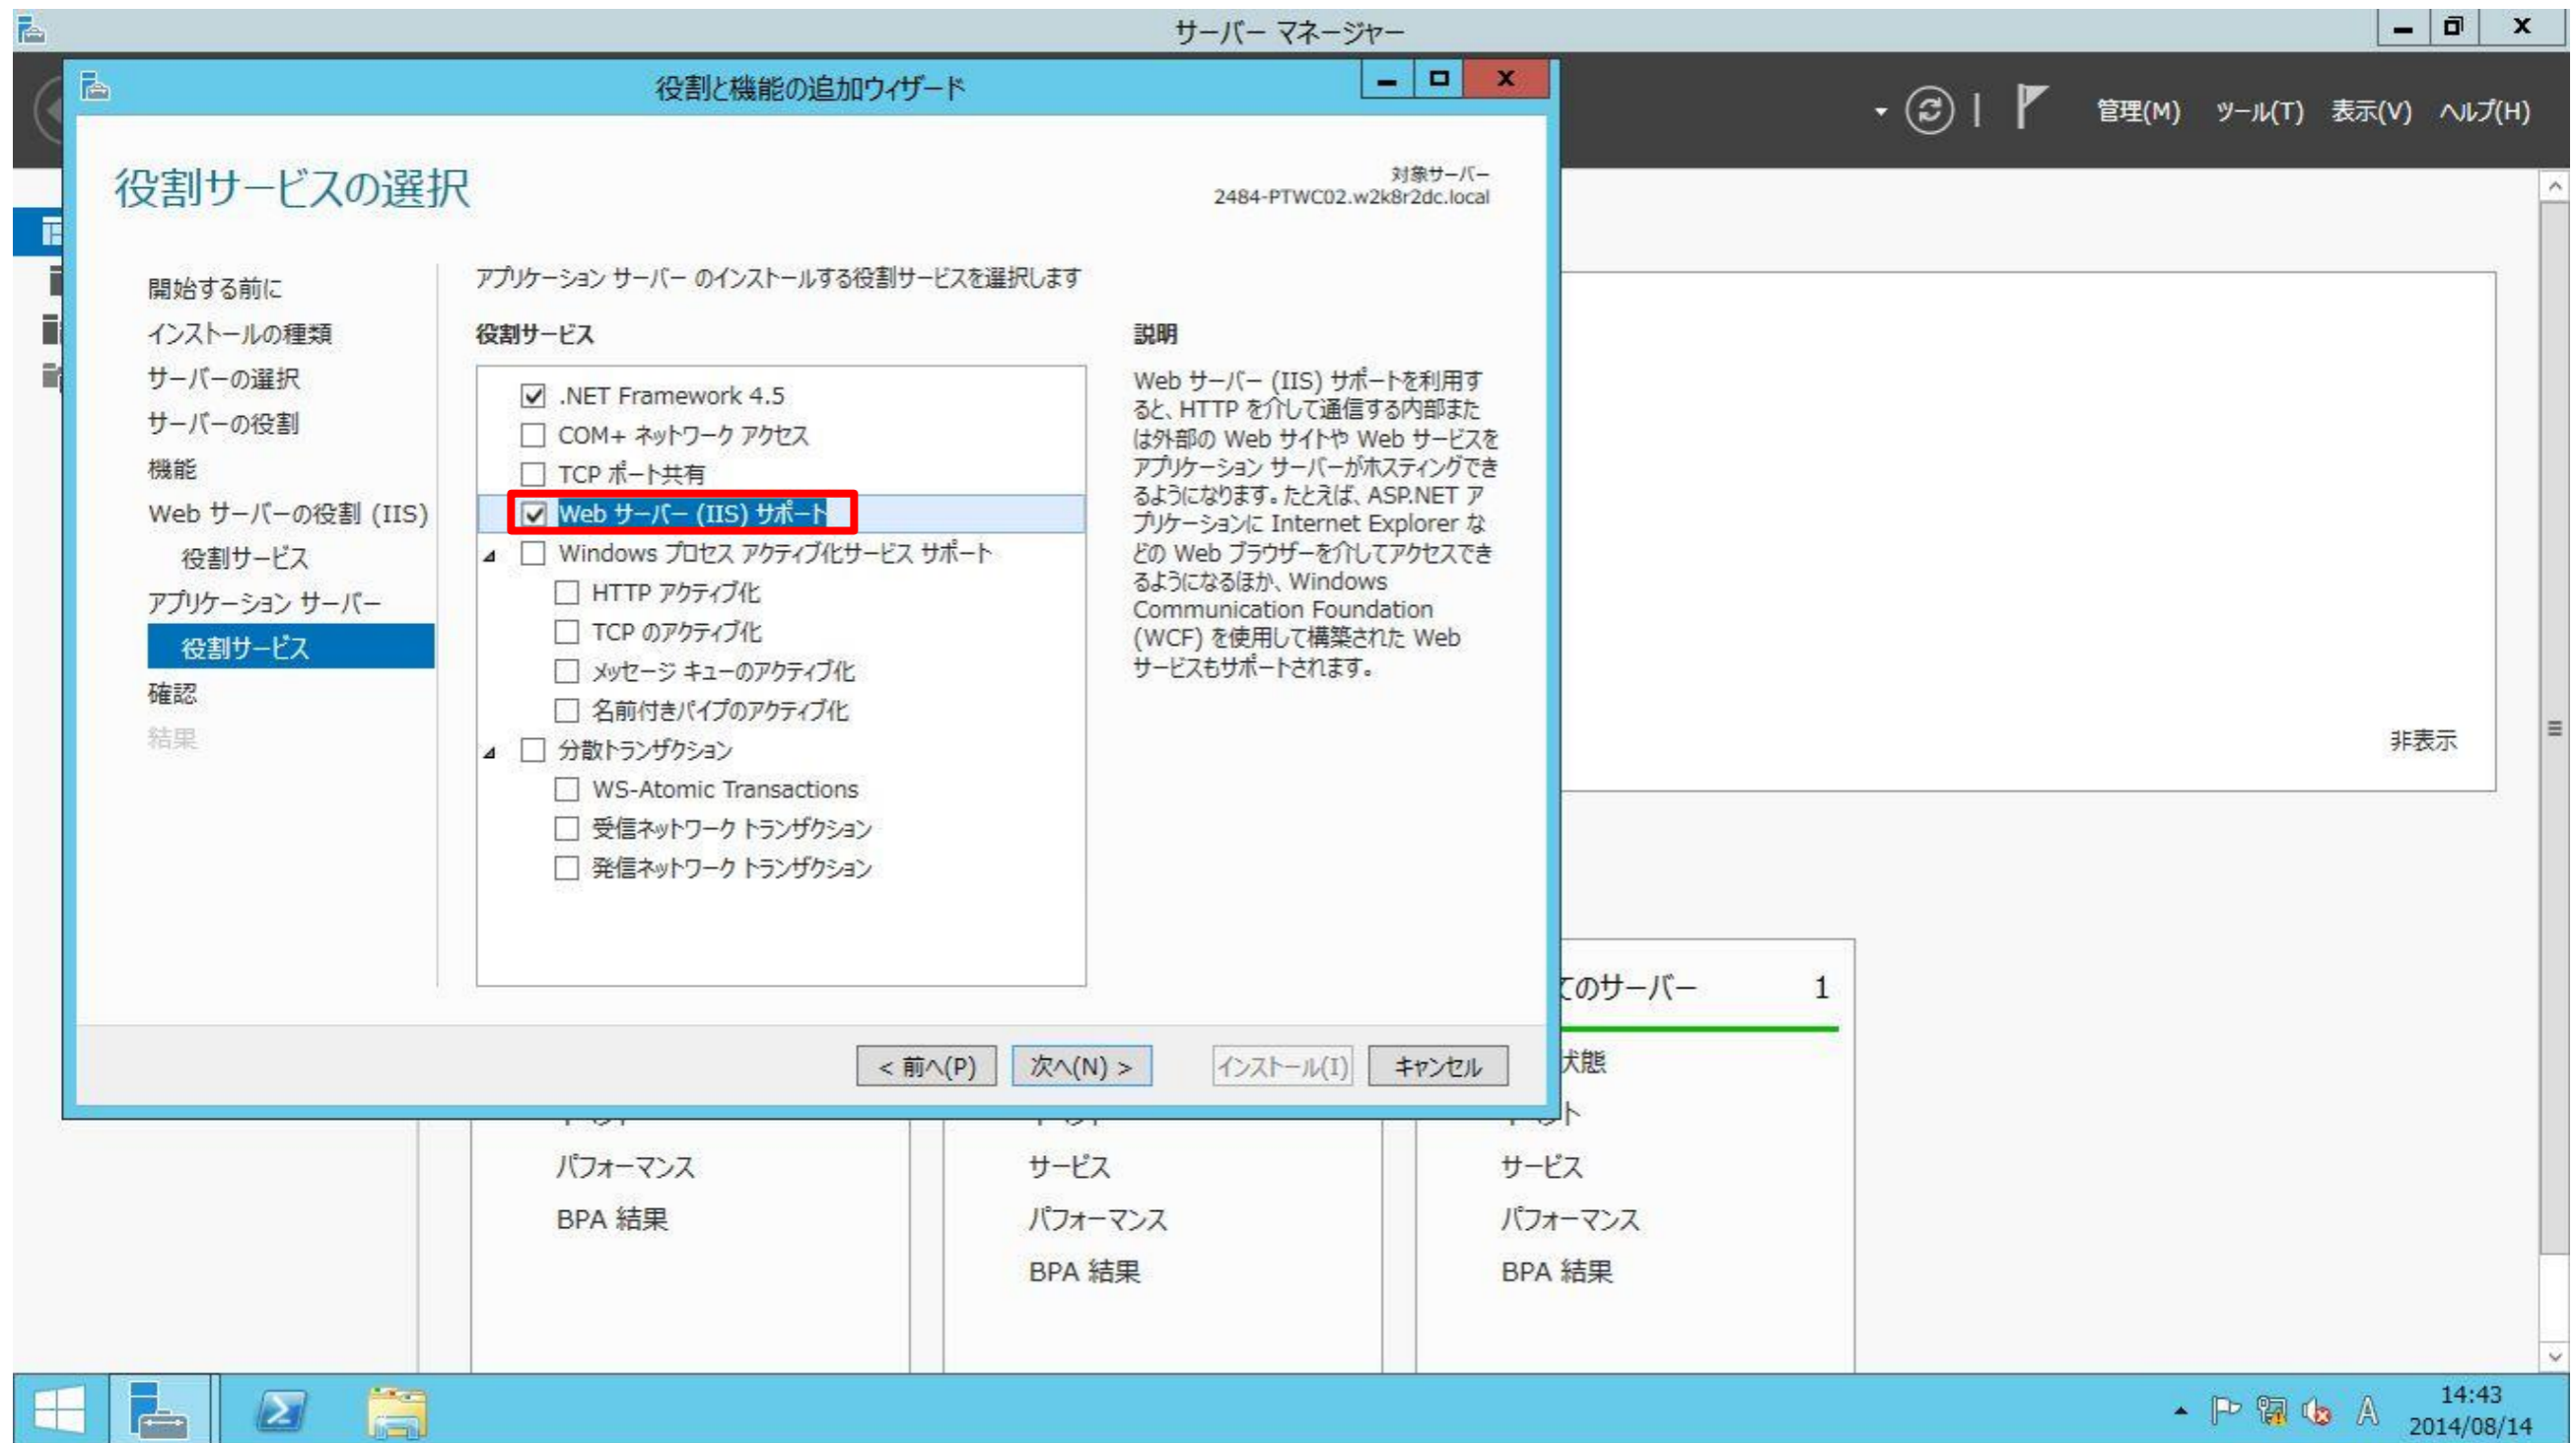 サーバー マネージャー
役割と機能の追加ウィザード
管理(M) ツール(T) 表示(V) ヘルプ(H)
役割サービスの選択
対象サーバー
2484-PTWC02.w2k8r2dc.local
開始する前に
インストールの種類
サーバーの選択
サーバーの役割
機能
Web サーバーの役割 (IIS)
役割サービス
アプリケーション サーバー
役割サービス
確認
結果
アプリケーション サーバー のインストールする役割サービスを選択します
役割サービス
.NET Framework 4.5
COM+ ネットワーク アクセス
TCP ポート共有
Web サーバー (IIS) サポート
Windows プロセス アクティブ化サービス サポート
HTTP アクティブ化
TCP のアクティブ化
メッセージ キューのアクティブ化
名前付きパイプのアクティブ化
分散トランザクション
WS-Atomic Transactions
受信ネットワーク トランザクション
発信ネットワーク トランザクション
説明
Web サーバー (IIS) サポートを利用す
ると、HTTP を介して通信する内部また
は外部の Web サイトや Web サービスを
アプリケーション サーバーがホスティングでき
るようになります。たとえば、ASP.NET ア
プリケーションに Internet Explorer な
どの Web ブラウザーを介してアクセスでき
るようになるほか、Windows
Communication Foundation
(WCF) を使用して構築された Web
サービスもサポートされます。
< 前へ(P) 次へ(N) > インストール(I) キャンセル
非表示
てのサーバー 1
状態
パフォーマンス
BPA 結果
サービス
パフォーマンス
BPA 結果
サービス
パフォーマンス
BPA 結果
A
14:43
2014/08/14